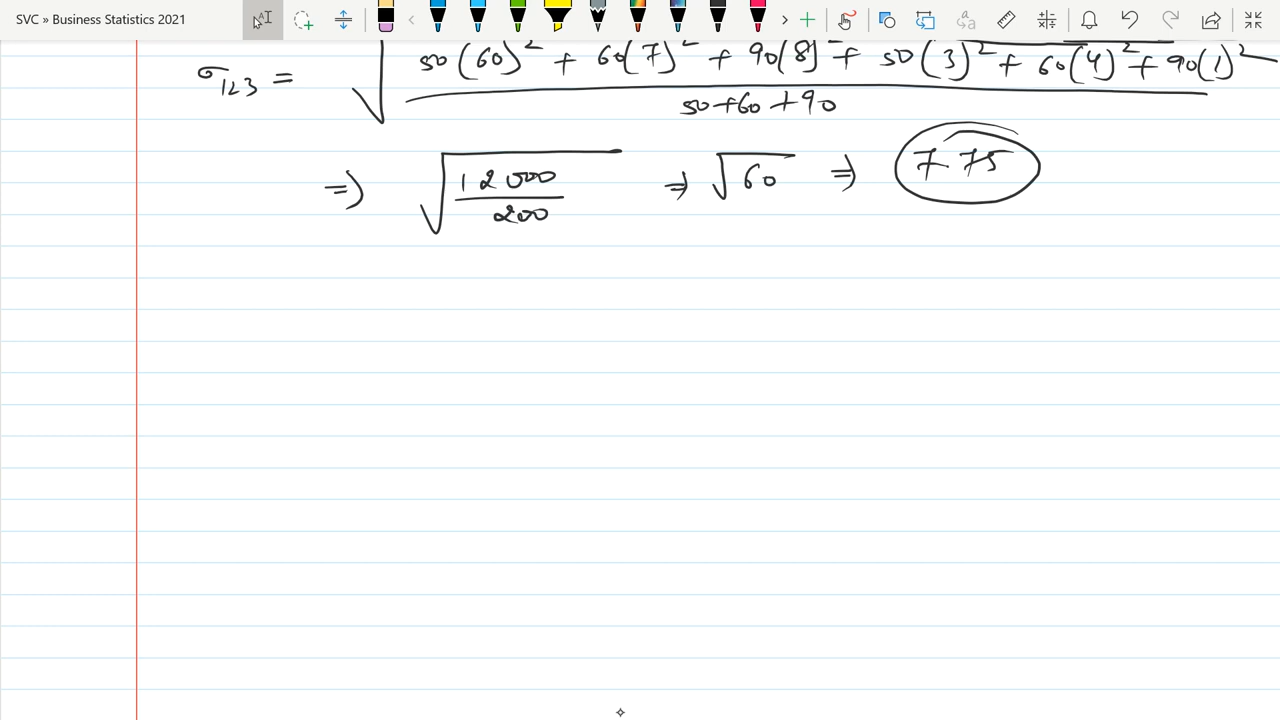 SVC » Business Statistics 2021
σ₁₂₃ = √ 50(60)² + 60(7)² + 90(8)² + 50(3)² + 60(4)² + 90(1)²
50+60+90
⇒ √ 12000 / 200 ⇒ √60 ⇒ 7.75